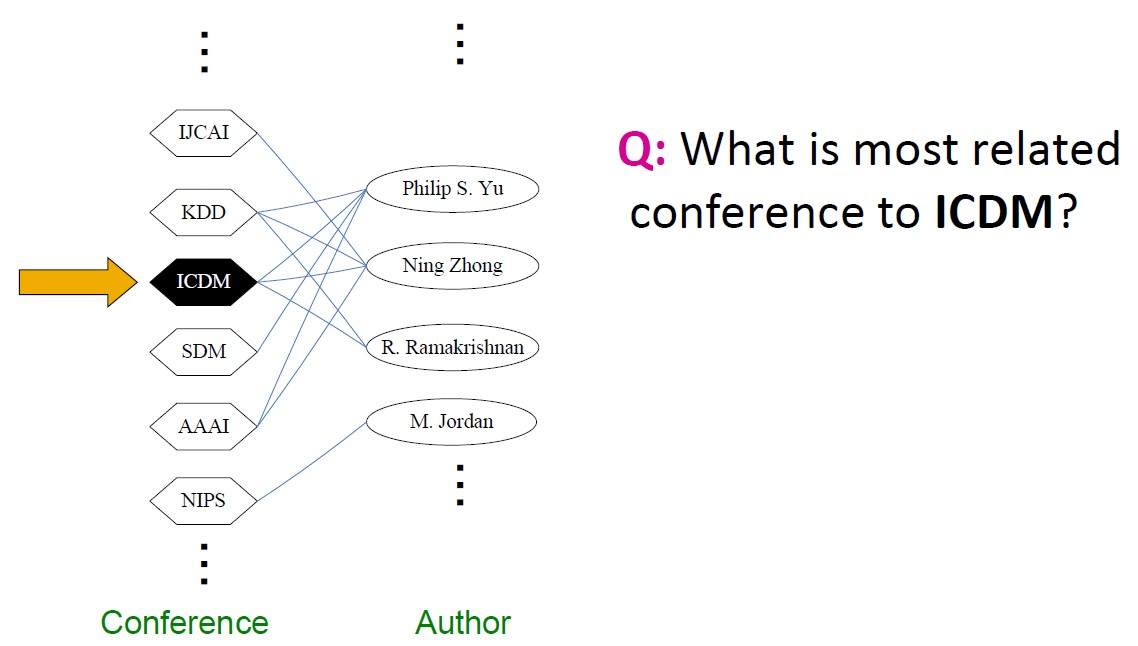 IJCAI
KDD
ICDM
SDM
AAAI
NIPS
Conference
Philip S. Yu
Ning Zhong
R. Ramakrishnan
M. Jordan
Author
Q: What is most related
conference to ICDM?